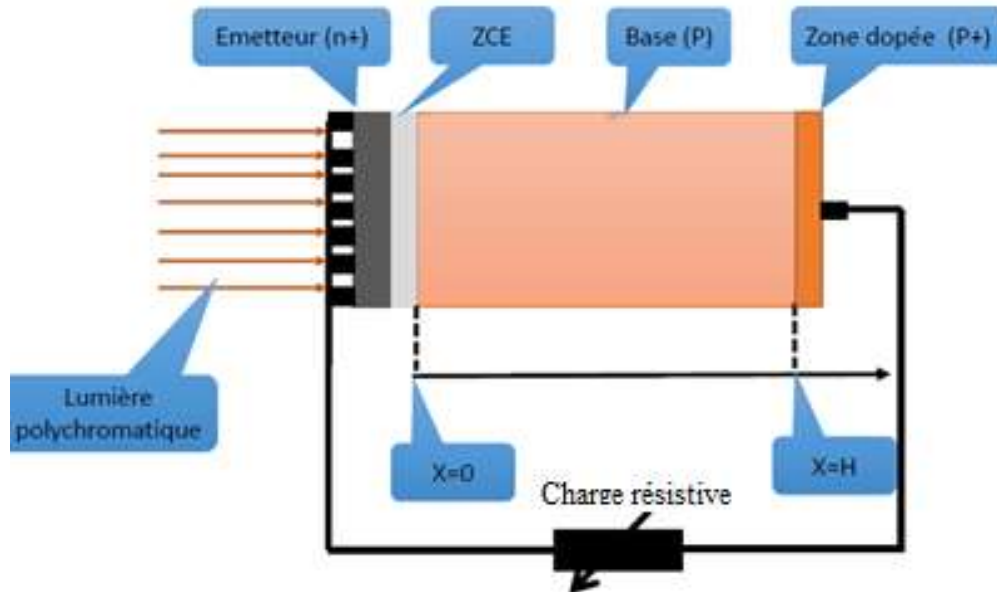 Emetteur (n+)
ZCE
Base (P)
Zone dopée (P+)
Lumière
polychromatique
X=0
X=H
Charge résistive